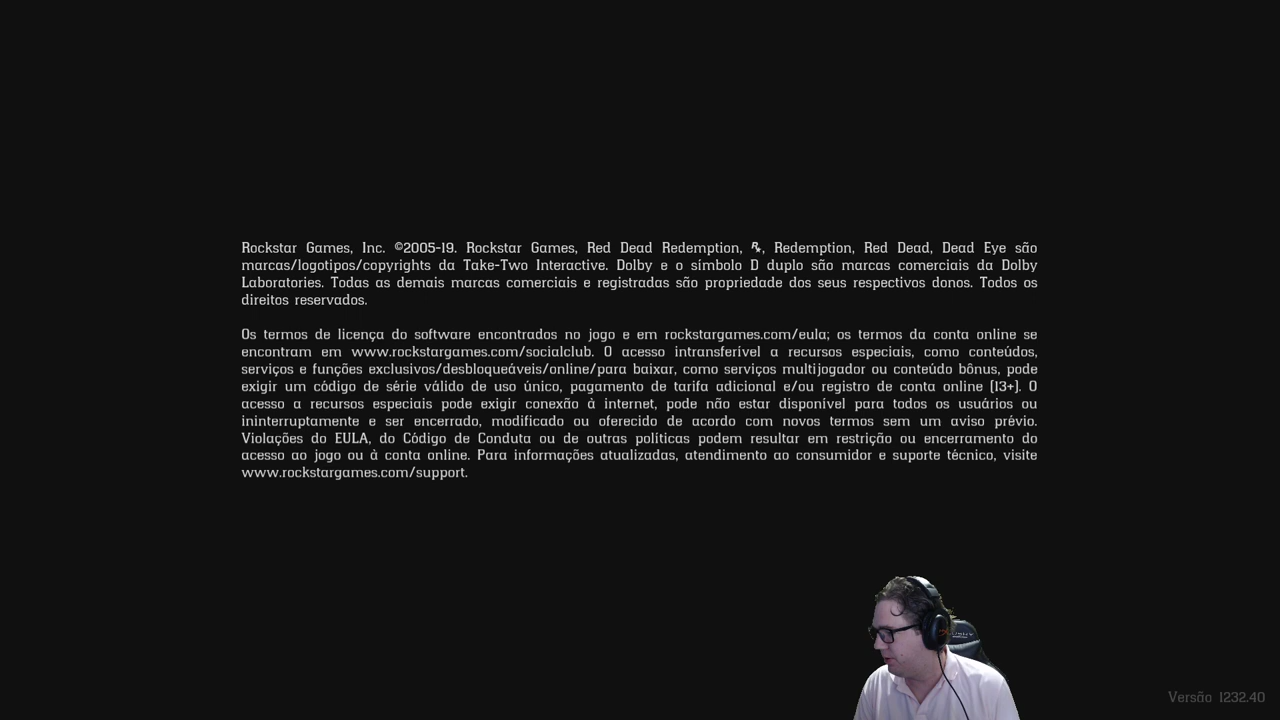 Rockstar Games, Inc. ©2005-19. Rockstar Games, Red Dead Redemption, R★, Redemption, Red Dead, Dead Eye são
marcas/logotipos/copyrights da Take-Two Interactive. Dolby e o símbolo D duplo são marcas comerciais da Dolby
Laboratories. Todas as demais marcas comerciais e registradas são propriedade dos seus respectivos donos. Todos os
direitos reservados.
Os termos de licença do software encontrados no jogo e em rockstargames.com/eula; os termos da conta online se
encontram em www.rockstargames.com/socialclub. O acesso intransferível a recursos especiais, como conteúdos,
serviços e funções exclusivos/desbloqueáveis/online/para baixar, como serviços multijogador ou conteúdo bônus, pode
exigir um código de série válido de uso único, pagamento de tarifa adicional e/ou registro de conta online (13+). O
acesso a recursos especiais pode exigir conexão à internet, pode não estar disponível para todos os usuários ou
ininterruptamente e ser encerrado, modificado ou oferecido de acordo com novos termos sem um aviso prévio.
Violações do EULA, do Código de Conduta ou de outras políticas podem resultar em restrição ou encerramento do
acesso ao jogo ou à conta online. Para informações atualizadas, atendimento ao consumidor e suporte técnico, visite
www.rockstargames.com/support.
Versão 1232.40